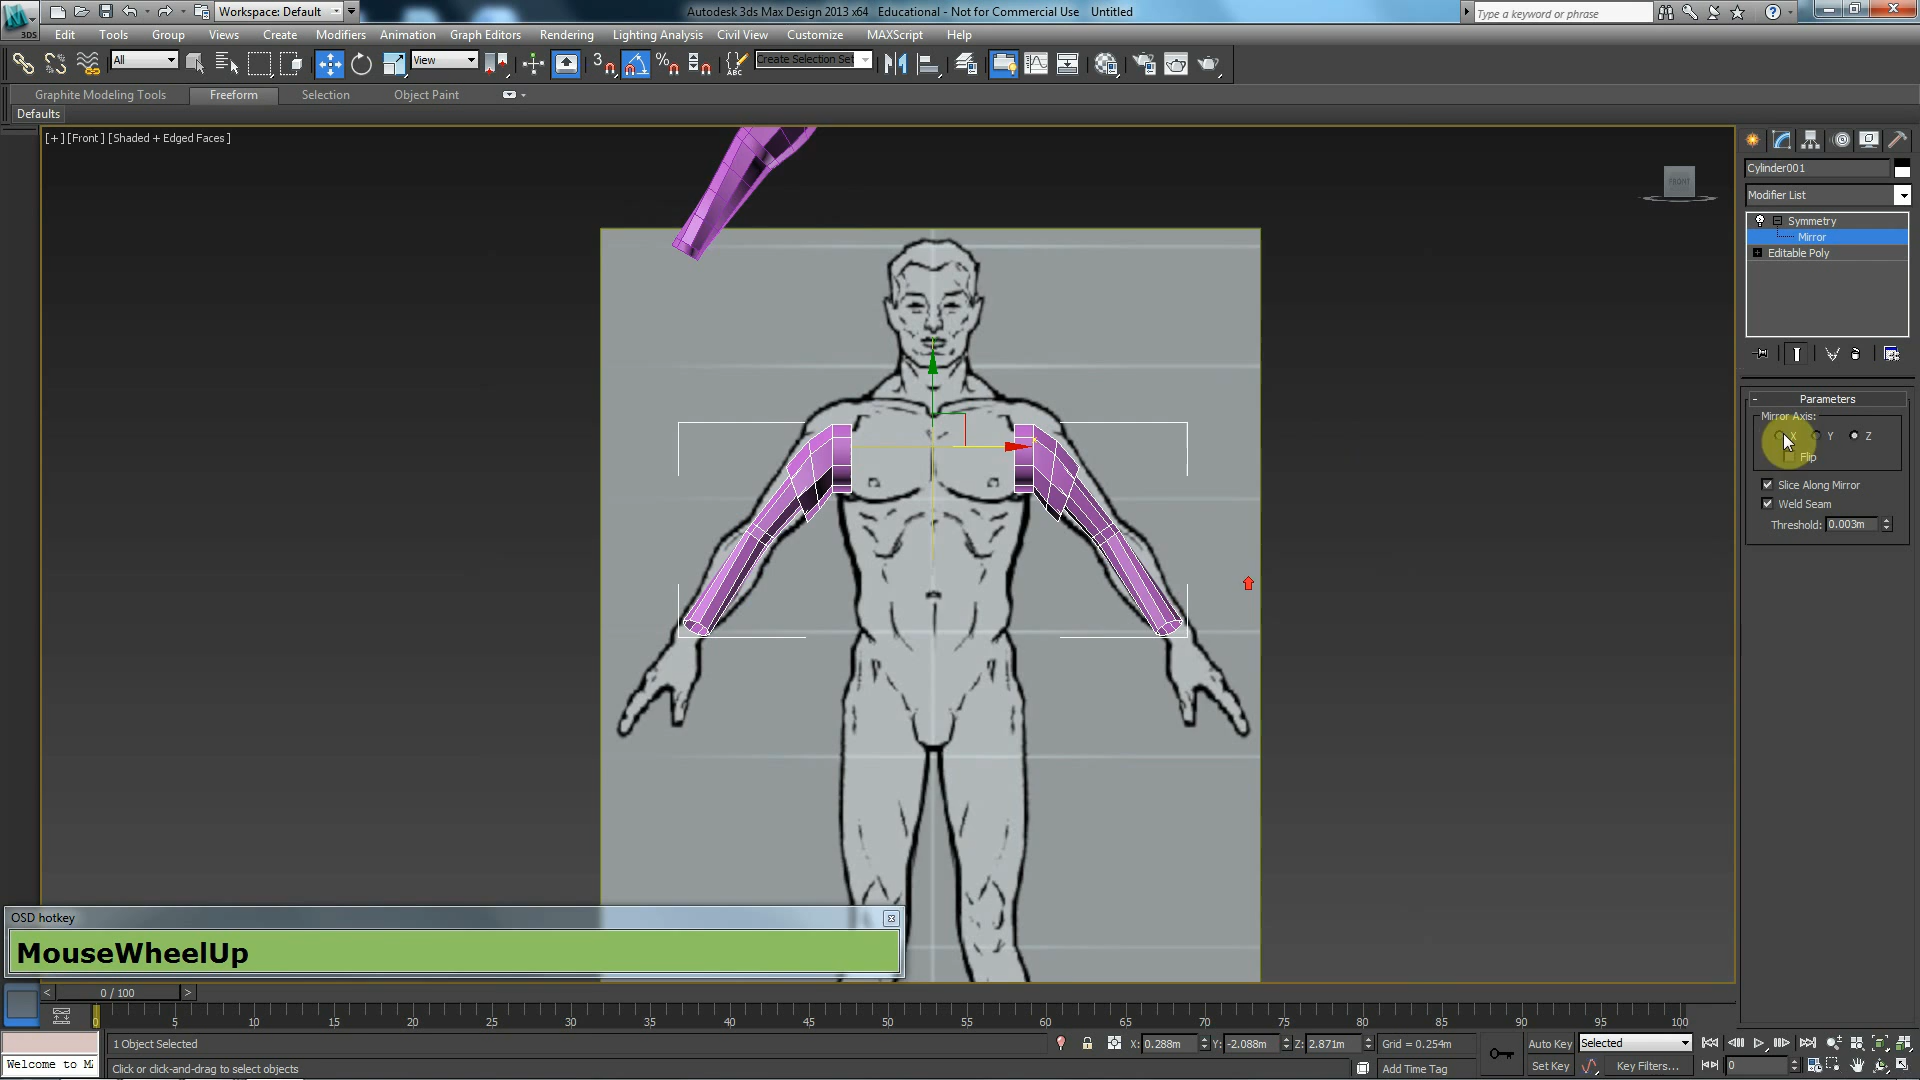 Workspace: Default
Autodesk 3ds Max Design 2013 x64 Educational - Not for Commercial Use Untitled
Type a keyword or phrase
3DS
Edit Tools Group Views Create Modifiers Animation Graph Editors Rendering Lighting Analysis Civil View Customize MAXScript Help
All
View
3
Create Selection Set
Graphite Modeling Tools Freeform Selection Object Paint
Defaults
[ + ] [ Front ] [ Shaded + Edged Faces ]
FRONT
Cylinder001
Modifier List
Symmetry
Mirror
Editable Poly
- Parameters
Mirror Axis:
X Y Z
Flip
Slice Along Mirror
Weld Seam
Threshold: 0.003m
OSD hotkey
MouseWheelUp
< 0 / 100 >
0 5 10 15 20 25 30 35 40 45 50 55 60 65 70 75 80 85 90 95 100
1 Object Selected
X: 0.288m Y: -2.088m Z: 2.871m Grid = 0.254m
Auto Key Selected
Welcome to M
Click or click-and-drag to select objects
Add Time Tag
Set Key Key Filters... 0